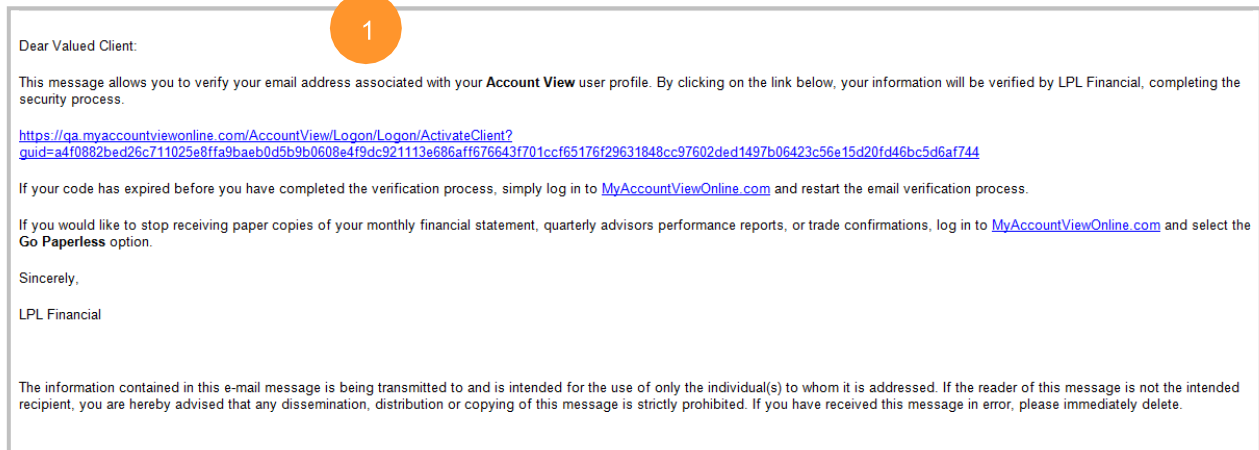 1
Dear Valued Client:
This message allows you to verify your email address associated with your Account View user profile. By clicking on the link below, your information will be verified by LPL Financial, completing the
security process.
https://qa.myaccountviewonline.com/AccountView/Logon/Logon/ActivateClient?
guid=a4f0882bed26c711025e8ffa9baeb0d5b9b0608e4f9dc921113e686aff676643f701ccf65176f29631848cc97602ded1497b06423c56e15d20fd46bc5d6af744
If your code has expired before you have completed the verification process, simply log in to MyAccountViewOnline.com and restart the email verification process.
If you would like to stop receiving paper copies of your monthly financial statement, quarterly advisors performance reports, or trade confirmations, log in to MyAccountViewOnline.com and select the
Go Paperless option.
Sincerely,
LPL Financial
The information contained in this e-mail message is being transmitted to and is intended for the use of only the individual(s) to whom it is addressed. If the reader of this message is not the intended
recipient, you are hereby advised that any dissemination, distribution or copying of this message is strictly prohibited. If you have received this message in error, please immediately delete.